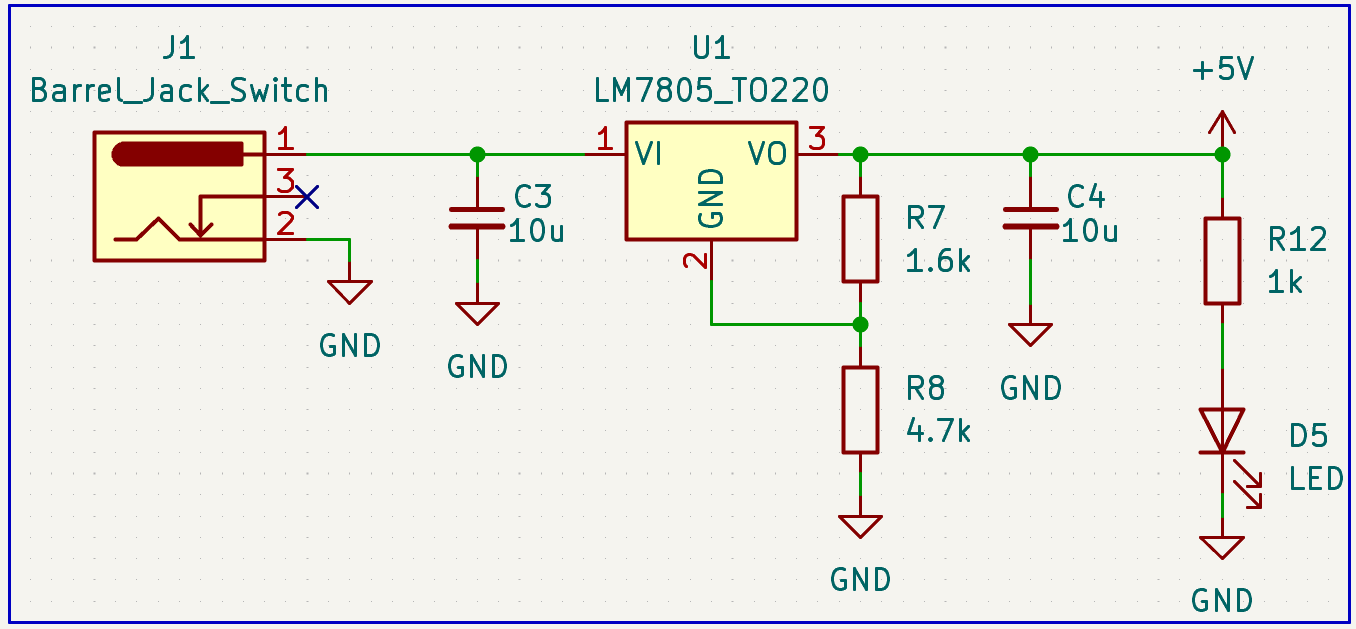 J1
Barrel_Jack_Switch
1
3
2
GND
C3
10u
GND
U1
LM7805_TO220
1
VI
VO
3
GND
2
R7
1.6k
R8
4.7k
GND
C4
10u
GND
+5V
R12
1k
D5
LED
GND